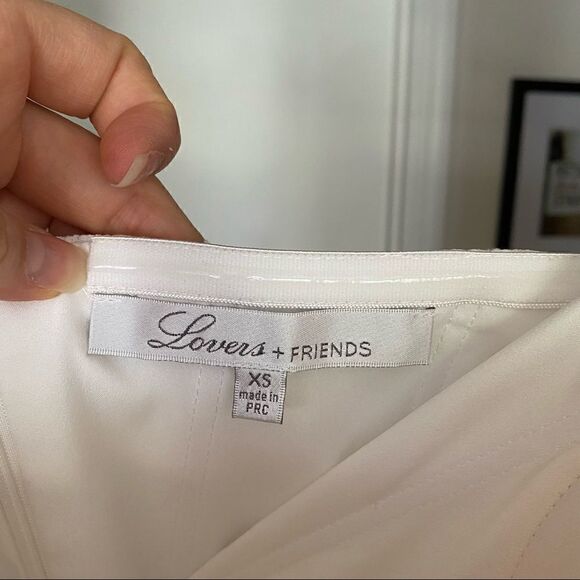 Lovers + FRIENDS
XS
made in
PRC